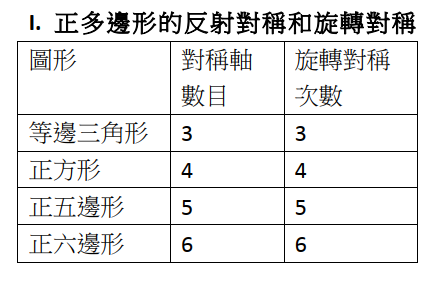 I. 正多邊形的反射對稱和旋轉對稱
圖形 對稱軸數目 旋轉對稱次數
等邊三角形 3 3
正方形 4 4
正五邊形 5 5
正六邊形 6 6